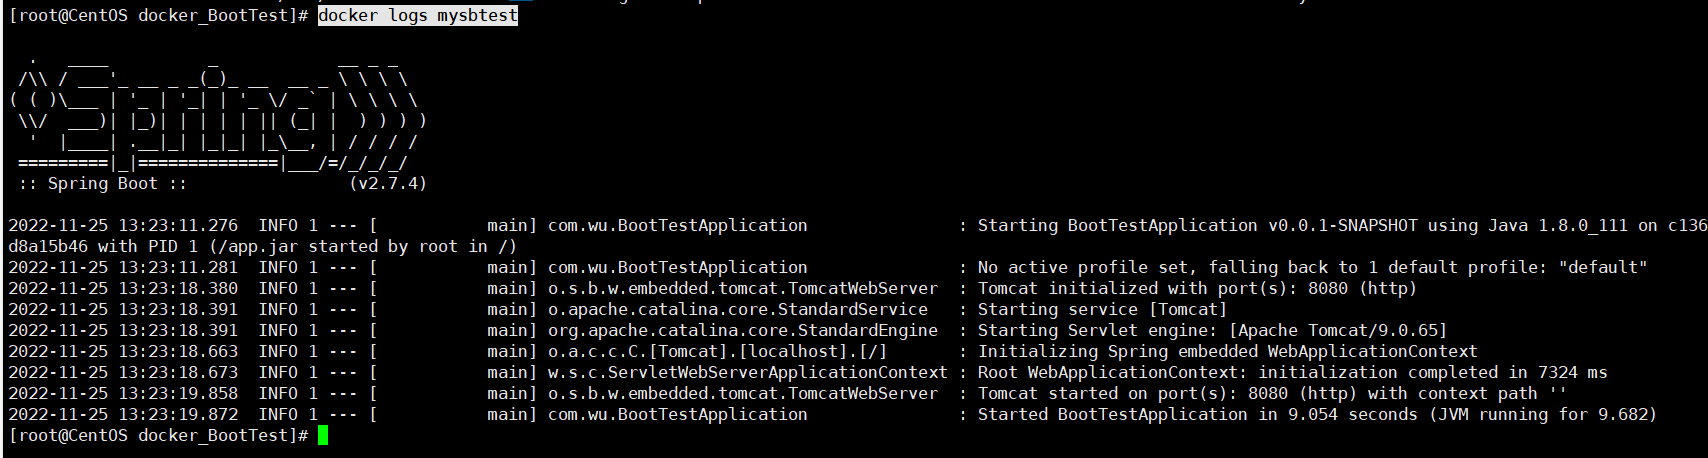 [root@CentOS docker_BootTest]# docker logs mysbtest
  .   ____          _            __ _ _
 /\\ / ___'_ __ _ _(_)_ __  __ _ \ \ \ \
( ( )\___ | '_ | '_| | '_ \/ _` | \ \ \ \
 \\/  ___)| |_)| | | | | || (_| |  ) ) ) )
  '  |____| .__|_| |_|_| |_\__, | / / / /
 =========|_|==============|___/=/_/_/_/
 :: Spring Boot ::                (v2.7.4)
2022-11-25 13:23:11.276  INFO 1 --- [           main] com.wu.BootTestApplication               : Starting BootTestApplication v0.0.1-SNAPSHOT using Java 1.8.0_111 on c136
d8a15b46 with PID 1 (/app.jar started by root in /)
2022-11-25 13:23:11.281  INFO 1 --- [           main] com.wu.BootTestApplication               : No active profile set, falling back to 1 default profile: "default"
2022-11-25 13:23:18.380  INFO 1 --- [           main] o.s.b.w.embedded.tomcat.TomcatWebServer  : Tomcat initialized with port(s): 8080 (http)
2022-11-25 13:23:18.391  INFO 1 --- [           main] o.apache.catalina.core.StandardService   : Starting service [Tomcat]
2022-11-25 13:23:18.391  INFO 1 --- [           main] org.apache.catalina.core.StandardEngine  : Starting Servlet engine: [Apache Tomcat/9.0.65]
2022-11-25 13:23:18.663  INFO 1 --- [           main] o.a.c.c.C.[Tomcat].[localhost].[/]       : Initializing Spring embedded WebApplicationContext
2022-11-25 13:23:18.673  INFO 1 --- [           main] w.s.c.ServletWebServerApplicationContext : Root WebApplicationContext: initialization completed in 7324 ms
2022-11-25 13:23:19.858  INFO 1 --- [           main] o.s.b.w.embedded.tomcat.TomcatWebServer  : Tomcat started on port(s): 8080 (http) with context path ''
2022-11-25 13:23:19.872  INFO 1 --- [           main] com.wu.BootTestApplication               : Started BootTestApplication in 9.054 seconds (JVM running for 9.682)
[root@CentOS docker_BootTest]#